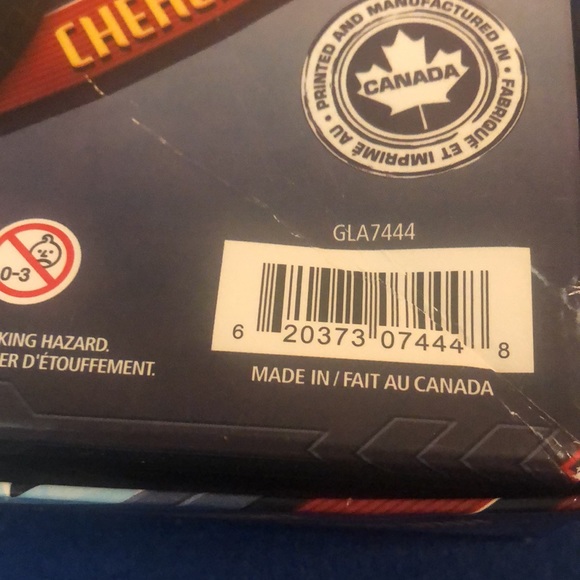 CHERC
PRINTED AND MANUFACTURED IN •
CANADA
FABRIQUÉ ET IMPRIMÉ AU •
0-3
GLA7444
6 20373 07444 8
KING HAZARD.
ER D'ÉTOUFFEMENT.
MADE IN / FAIT AU CANADA